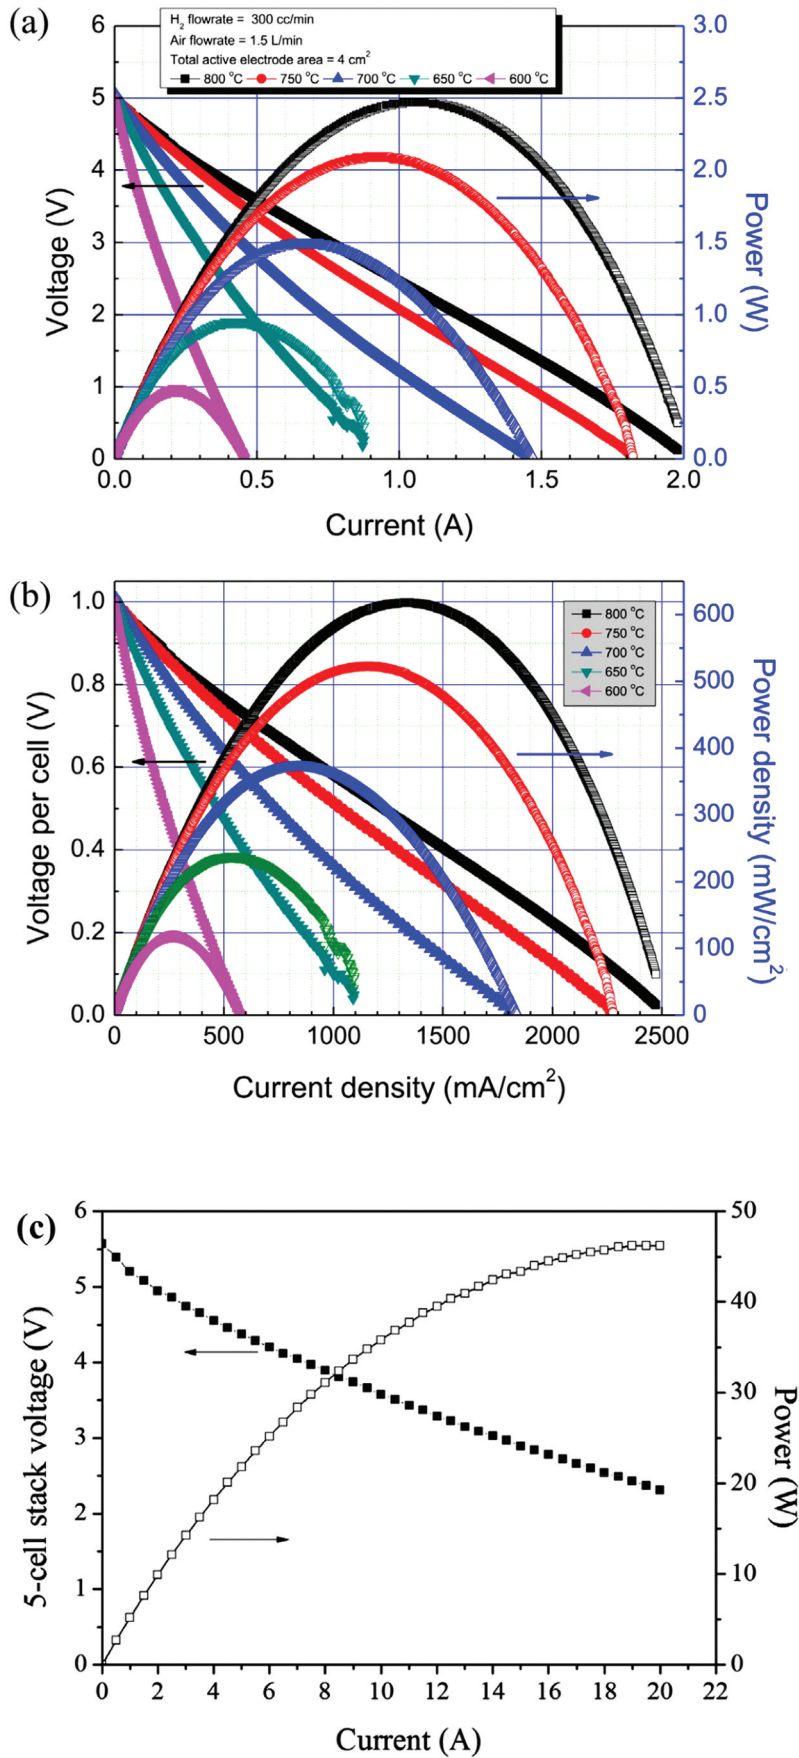 (a)
H2 flowrate = 300 cc/min
Air flowrate = 1.5 L/min
Total active electrode area = 4 cm2
800 °C 750 °C 700 °C 650 °C 600 °C
6
5
4
3
2
1
0
Voltage (V)
3.0
2.5
2.0
1.5
1.0
0.5
0.0
Power (W)
0.0 0.5 1.0 1.5 2.0
Current (A)
(b)
800 °C
750 °C
700 °C
650 °C
600 °C
1.0
0.8
0.6
0.4
0.2
0.0
Voltage per cell (V)
600
500
400
300
200
100
0
Power density (mW/cm2)
0 500 1000 1500 2000 2500
Current density (mA/cm2)
(c)
6
5
4
3
2
1
0
5-cell stack voltage (V)
50
40
30
20
10
0
Power (W)
0 2 4 6 8 10 12 14 16 18 20 22
Current (A)